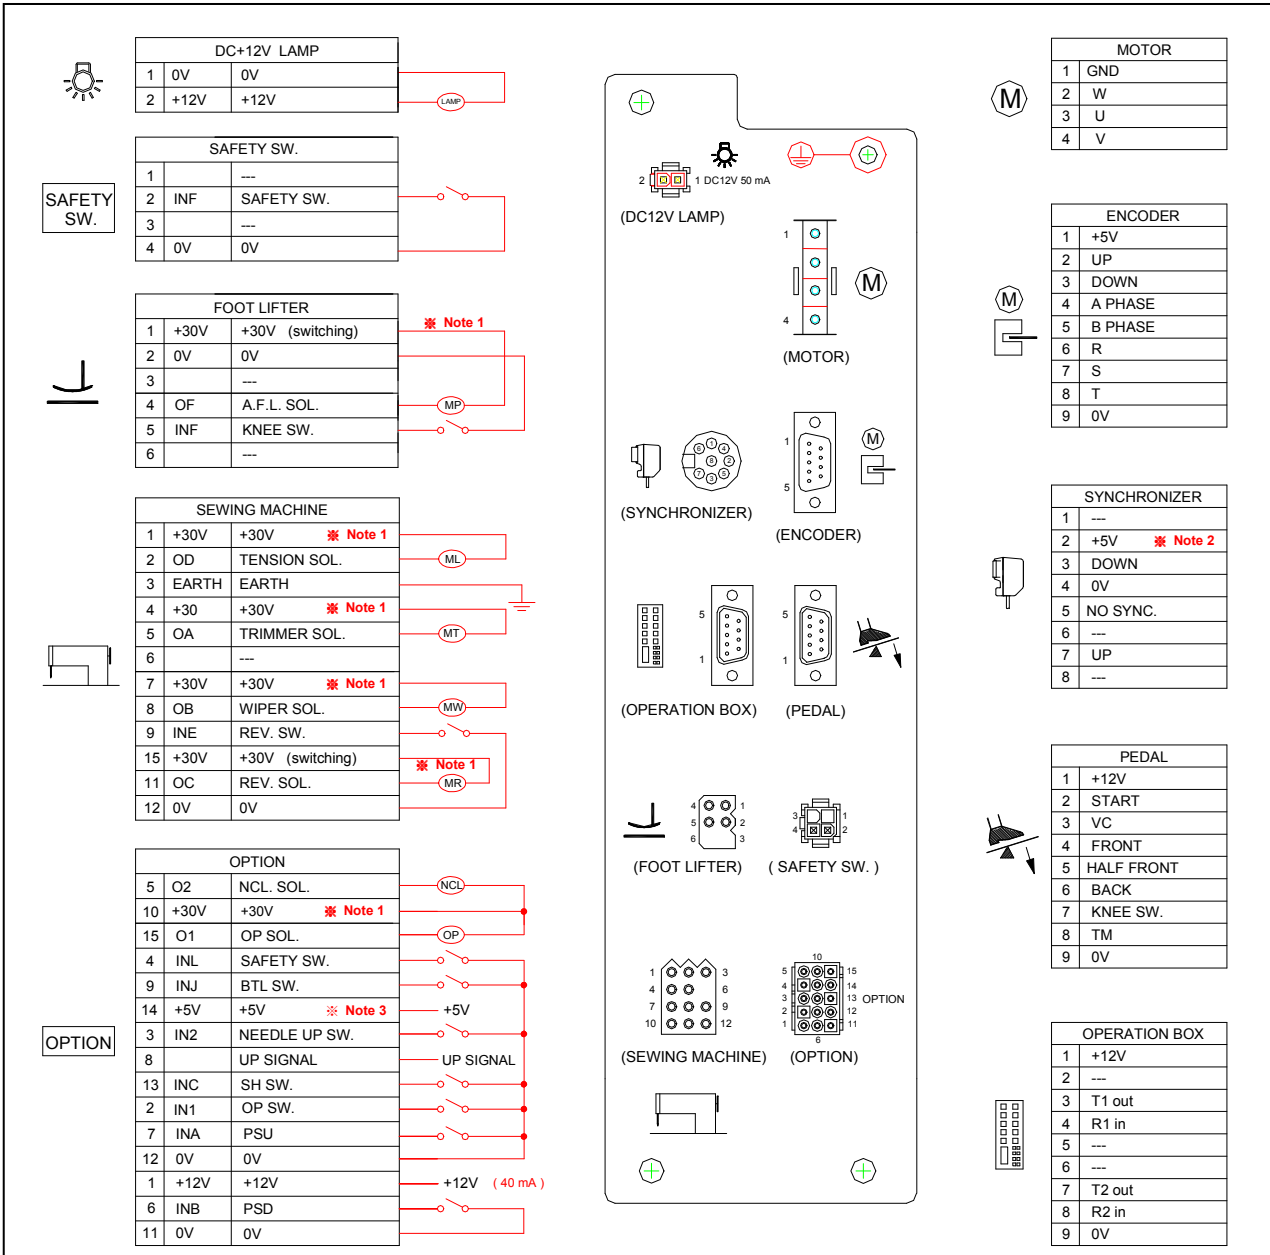 DC+12V LAMP
1 0V 0V
2 +12V +12V LAMP
SAFETY SW.
SAFETY SW.
1 ---
2 INF SAFETY SW.
3 ---
4 0V 0V
FOOT LIFTER
1 +30V +30V (switching) ※ Note 1
2 0V 0V
3 ---
4 OF A.F.L. SOL. MP
5 INF KNEE SW.
6 ---
SEWING MACHINE
1 +30V +30V ※ Note 1
2 OD TENSION SOL. ML
3 EARTH EARTH
4 +30 +30V ※ Note 1
5 OA TRIMMER SOL. MT
6 ---
7 +30V +30V ※ Note 1
8 OB WIPER SOL. MW
9 INE REV. SW.
15 +30V +30V (switching) ※ Note 1
11 OC REV. SOL. MR
12 0V 0V
OPTION
OPTION
5 O2 NCL. SOL. NCL
10 +30V +30V ※ Note 1
15 O1 OP SOL. OP
4 INL SAFETY SW.
9 INJ BTL SW.
14 +5V +5V ※ Note 3 +5V
3 IN2 NEEDLE UP SW.
8 UP SIGNAL UP SIGNAL
13 INC SH SW.
2 IN1 OP SW.
7 INA PSU
12 0V 0V
1 +12V +12V +12V ( 40 mA )
6 INB PSD
11 0V 0V
2 1 DC12V 50 mA
(DC12V LAMP)
1
M
4
(MOTOR)
6 1 4
8 2
7 3 5
(SYNCHRONIZER)
1
5
M
(ENCODER)
5
1
(OPERATION BOX)
5
1
(PEDAL)
4 1
5 2
6 3
(FOOT LIFTER)
3 1
4 2
( SAFETY SW. )
1 3
4 6
7 9
10 12
(SEWING MACHINE)
10
5 15
4 14
3 13 OPTION
2 12
1 11
6
(OPTION)
M
MOTOR
1 GND
2 W
3 U
4 V
M
ENCODER
1 +5V
2 UP
3 DOWN
4 A PHASE
5 B PHASE
6 R
7 S
8 T
9 0V
SYNCHRONIZER
1 ---
2 +5V ※ Note 2
3 DOWN
4 0V
5 NO SYNC.
6 ---
7 UP
8 ---
PEDAL
1 +12V
2 START
3 VC
4 FRONT
5 HALF FRONT
6 BACK
7 KNEE SW.
8 TM
9 0V
OPERATION BOX
1 +12V
2 ---
3 T1 out
4 R1 in
5 ---
6 ---
7 T2 out
8 R2 in
9 0V